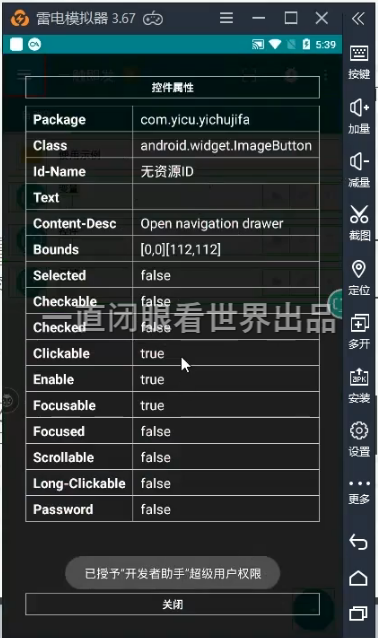 雷电模拟器 3.67
5:39
控件属性
Package com.yicu.yichujifa
Class android.widget.ImageButton
Id-Name 无资源ID
Text
Content-Desc Open navigation drawer
Bounds [0,0][112,112]
Selected false
Checkable false
一直闭眼看世界出品
Checked false
Clickable true
Enable true
Focusable true
Focused false
Scrollable false
Long-Clickable false
Password false
已授予“开发者助手”超级用户权限
关闭
按键
加量
减量
截图
定位
多开
APK
安装
设置
更多